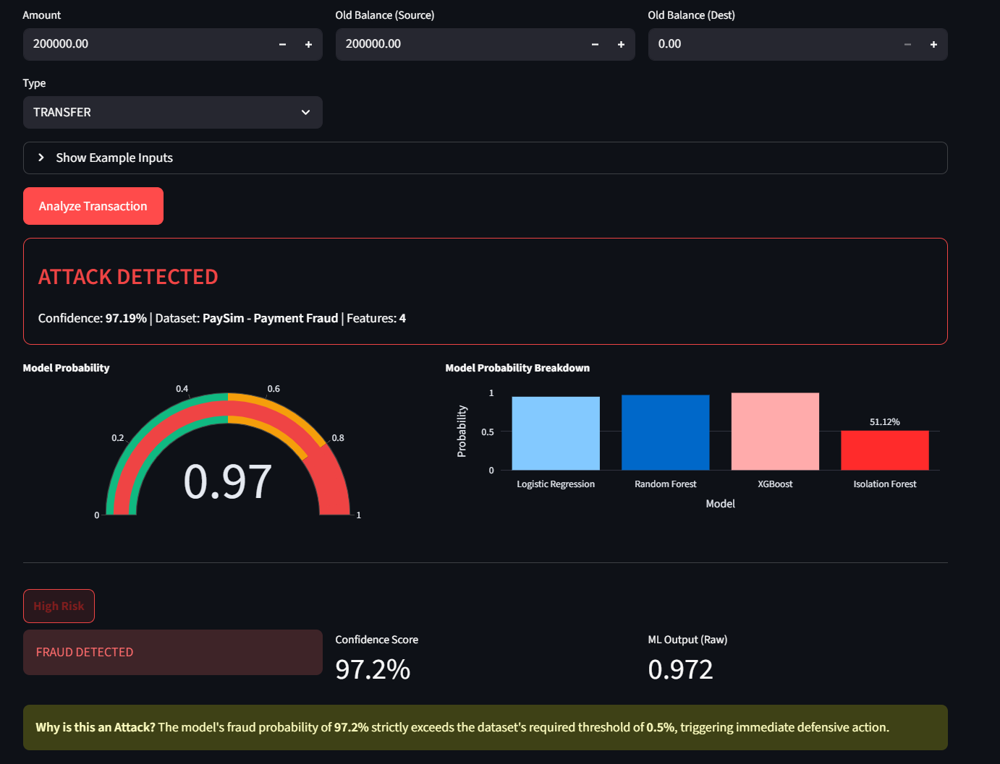 Amount
Old Balance (Source)
Old Balance (Dest)
200000.00
200000.00
0.00
Type
TRANSFER
Show Example Inputs
Analyze Transaction
ATTACK DETECTED
Confidence: 97.19% | Dataset: PaySim - Payment Fraud | Features: 4
Model Probability
0
0.2
0.4
0.6
0.8
1
0.97
Model Probability Breakdown
Probability
1
0.5
0
51.12%
Logistic Regression
Random Forest
XGBoost
Isolation Forest
Model
High Risk
FRAUD DETECTED
Confidence Score
97.2%
ML Output (Raw)
0.972
Why is this an Attack? The model's fraud probability of 97.2% strictly exceeds the dataset's required threshold of 0.5%, triggering immediate defensive action.